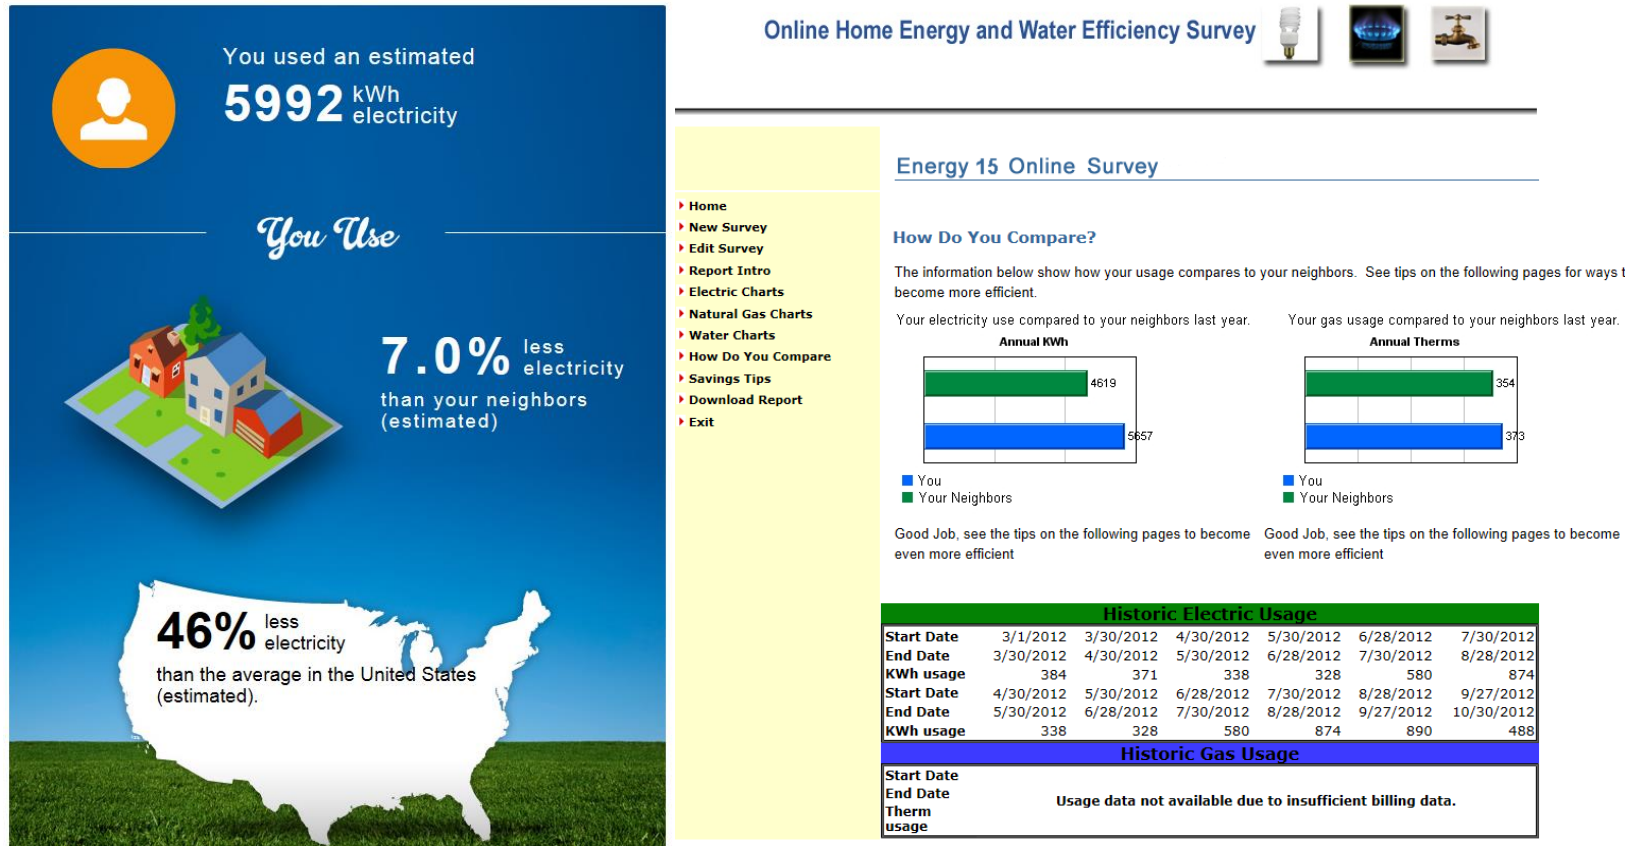 You used an estimated
5992 kWh electricity
You Use
7.0% less electricity
than your neighbors
(estimated)
46% less electricity
than the average in the United States
(estimated).
Online Home Energy and Water Efficiency Survey
Energy 15 Online Survey
Home
New Survey
Edit Survey
Report Intro
Electric Charts
Natural Gas Charts
Water Charts
How Do You Compare
Savings Tips
Download Report
Exit
How Do You Compare?
The information below show how your usage compares to your neighbors. See tips on the following pages for ways t
become more efficient.
Your electricity use compared to your neighbors last year.
Annual KWh
4619
5657
You
Your Neighbors
Good Job, see the tips on the following pages to become
even more efficient
Your gas usage compared to your neighbors last year.
Annual Therms
354
373
You
Your Neighbors
Good Job, see the tips on the following pages to become
even more efficient
Historic Electric Usage
Start Date 3/1/2012 3/30/2012 4/30/2012 5/30/2012 6/28/2012 7/30/2012
End Date 3/30/2012 4/30/2012 5/30/2012 6/28/2012 7/30/2012 8/28/2012
KWh usage 384 371 338 328 580 874
Start Date 4/30/2012 5/30/2012 6/28/2012 7/30/2012 8/28/2012 9/27/2012
End Date 5/30/2012 6/28/2012 7/30/2012 8/28/2012 9/27/2012 10/30/2012
KWh usage 338 328 580 874 890 488
Historic Gas Usage
Start Date
End Date
Therm
usage
Usage data not available due to insufficient billing data.